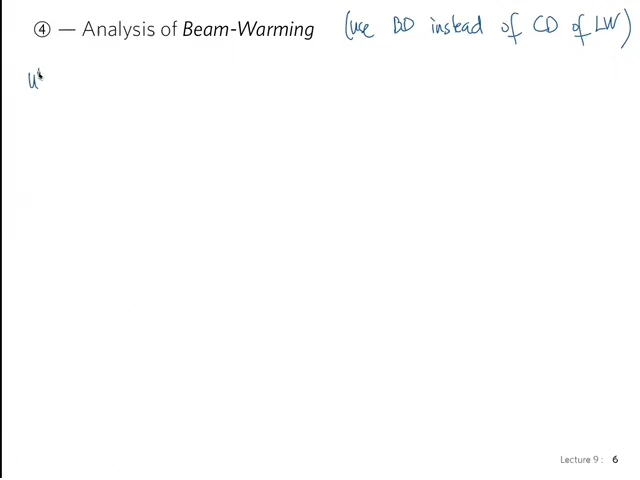 ④ — Analysis of Beam-Warming (use BD instead of CD of LW)
u
Lecture 9: 6